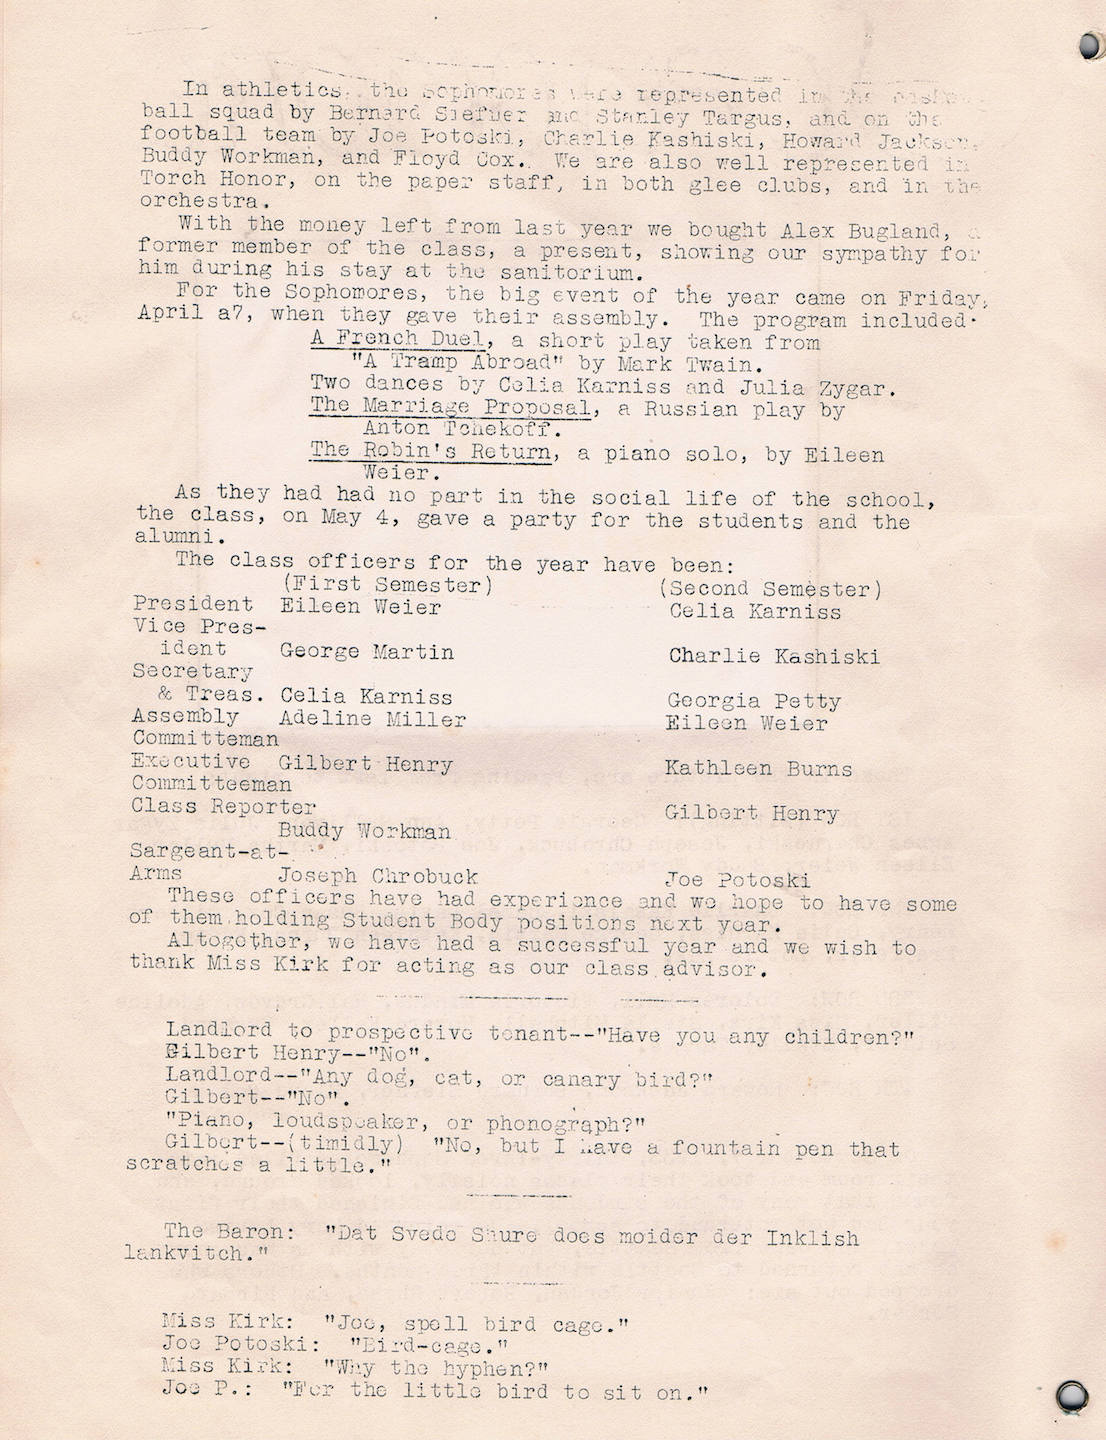 In athletics, the Sophomores were represented in the
ball squad by Bernard Siefner and Stanley Targus, and on the
football team by Joe Potoski, Charlie Kashiski, Howard Jackson,
Buddy Workman, and Floyd Cox.. We are also well represented in
Torch Honor, on the paper staff, in both glee clubs, and in the
orchestra.
With the money left from last year we bought Alex Bugland, a
former member of the class, a present, showing our sympathy for
him during his stay at the sanitorium.
For the Sophomores, the big event of the year came on Friday,
April a7, when they gave their assembly. The program included·
A French Duel, a short play taken from
"A Tramp Abroad" by Mark Twain.
Two dances by Celia Karniss and Julia Zygar.
The Marriage Proposal, a Russian play by
Anton Tchekoff.
The Robin's Return, a piano solo, by Eileen
Weier.
As they had had no part in the social life of the school,
the class, on May 4, gave a party for the students and the
alumni.
The class officers for the year have been:
(First Semester) (Second Semester)
President Eileen Weier Celia Karniss
Vice Pres-
ident George Martin Charlie Kashiski
Secretary
& Treas. Celia Karniss Georgia Petty
Assembly Adeline Miller Eileen Weier
Committeman
Executive Gilbert Henry Kathleen Burns
Committeeman
Class Reporter Gilbert Henry
Buddy Workman
Sargeant-at-
Arms Joseph Chrobuck Joe Potoski
These officers have had experience and we hope to have some
of them holding Student Body positions next year.
Altogether, we have had a successful year and we wish to
thank Miss Kirk for acting as our class advisor.
Landlord to prospective tenant--"Have you any children?"
Gilbert Henry--"No".
Landlord--"Any dog, cat, or canary bird?"
Gilbert--"No".
"Piano, loudspeaker, or phonograph?"
Gilbert--(timidly) "No, but I have a fountain pen that
scratches a little."
The Baron: "Dat Svede Shure does moider der Inklish
lankvitch."
Miss Kirk: "Joe, spell bird cage."
Joe Potoski: "Bird-cage."
Miss Kirk: "Why the hyphen?"
Joe P.: "For the little bird to sit on."